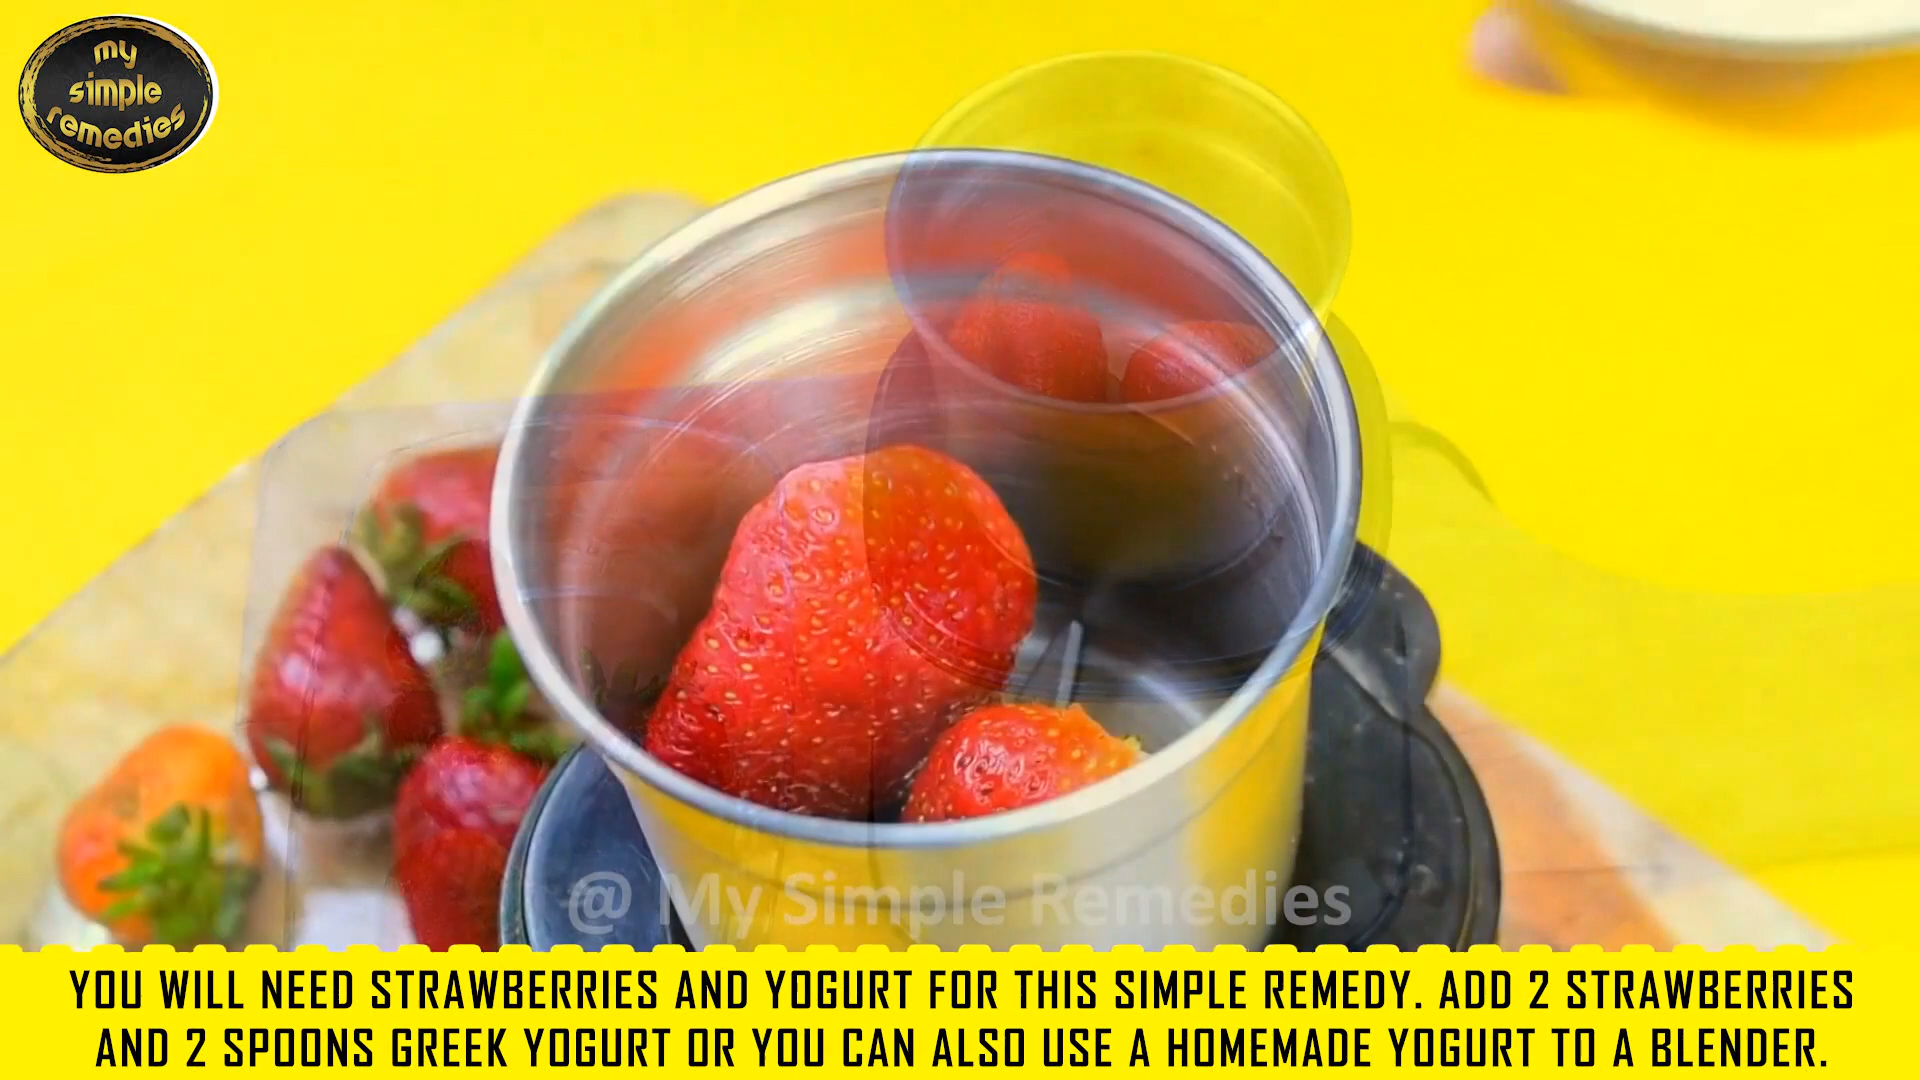 my
simple
remedies
@ My Simple Remedies
YOU WILL NEED STRAWBERRIES AND YOGURT FOR THIS SIMPLE REMEDY. ADD 2 STRAWBERRIES
AND 2 SPOONS GREEK YOGURT OR YOU CAN ALSO USE A HOMEMADE YOGURT TO A BLENDER.